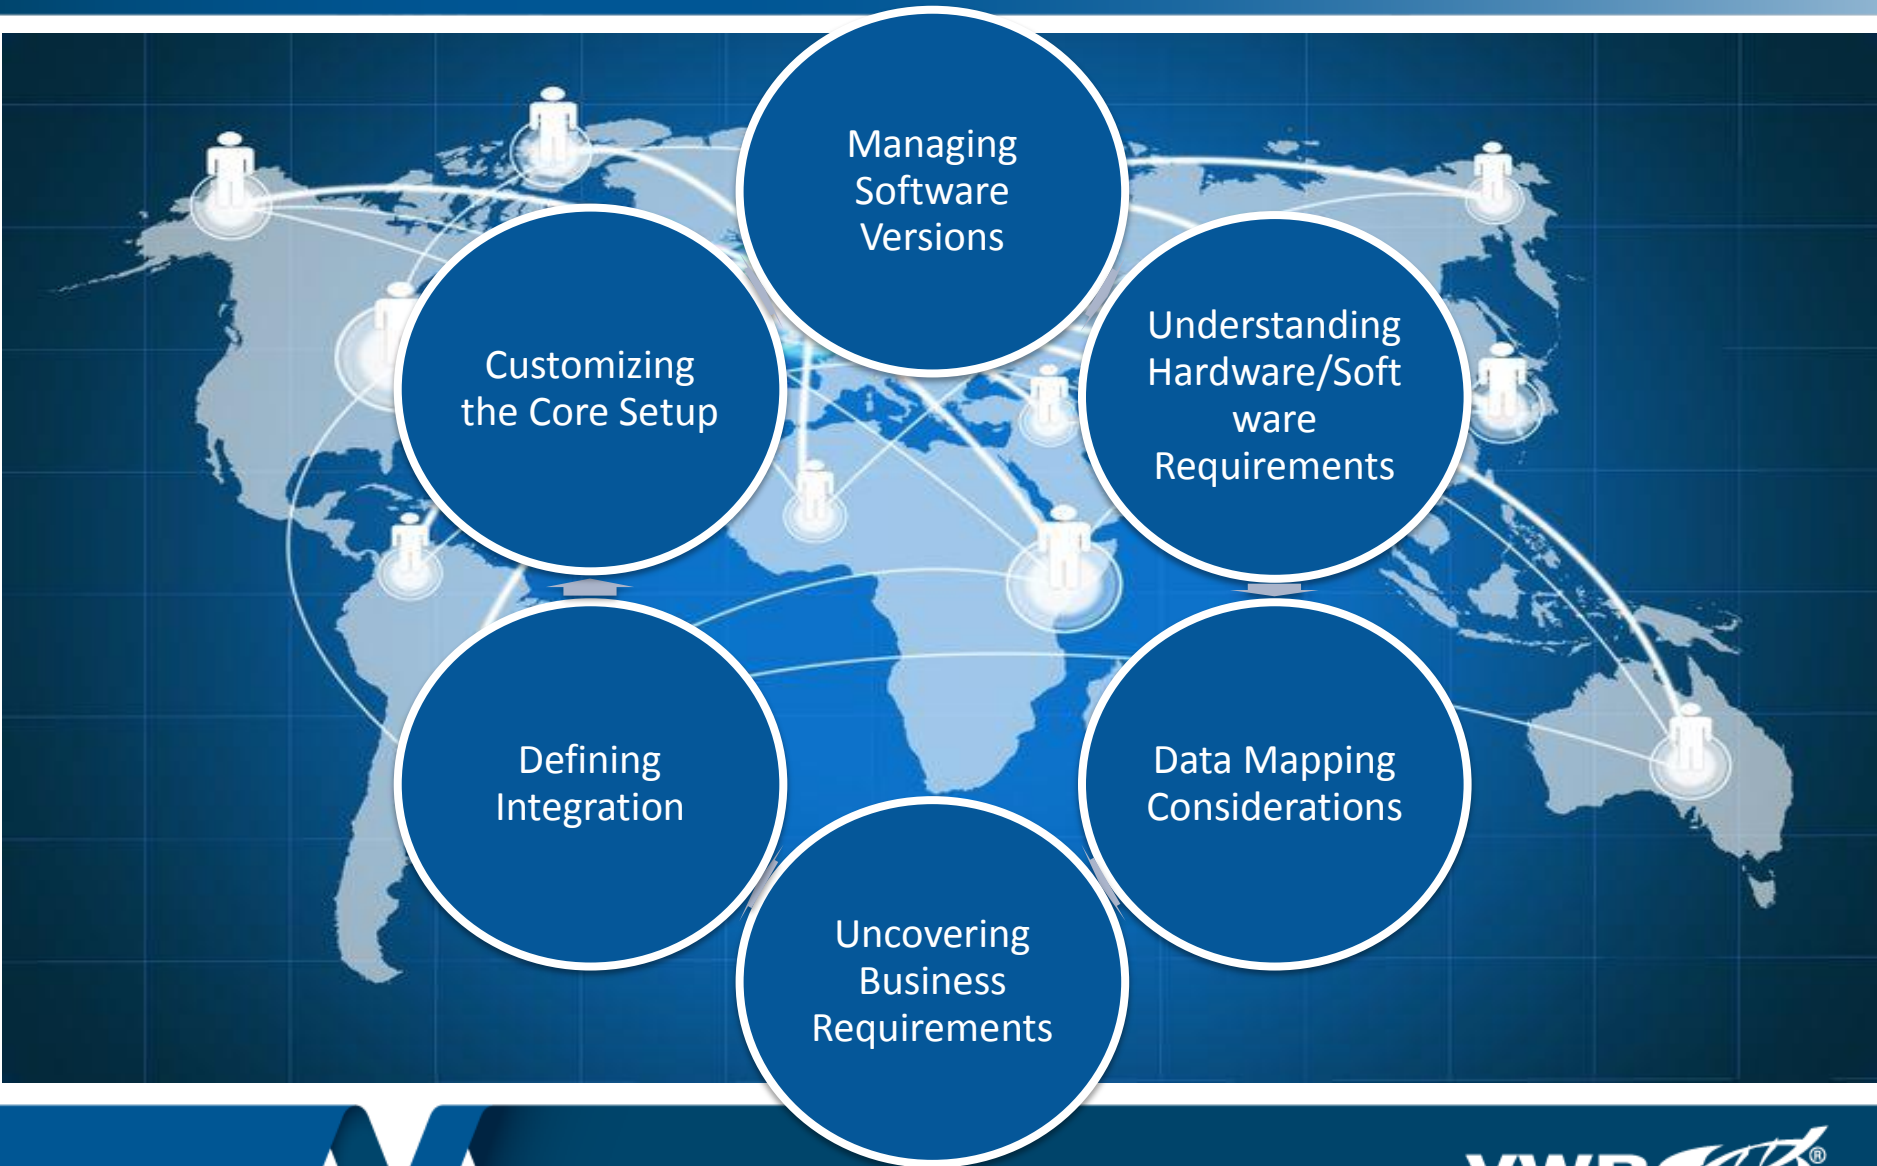 Managing
Software
Versions
Understanding
Hardware/Soft
ware
Requirements
Data Mapping
Considerations
Uncovering
Business
Requirements
Defining
Integration
Customizing
the Core Setup
VWR
®